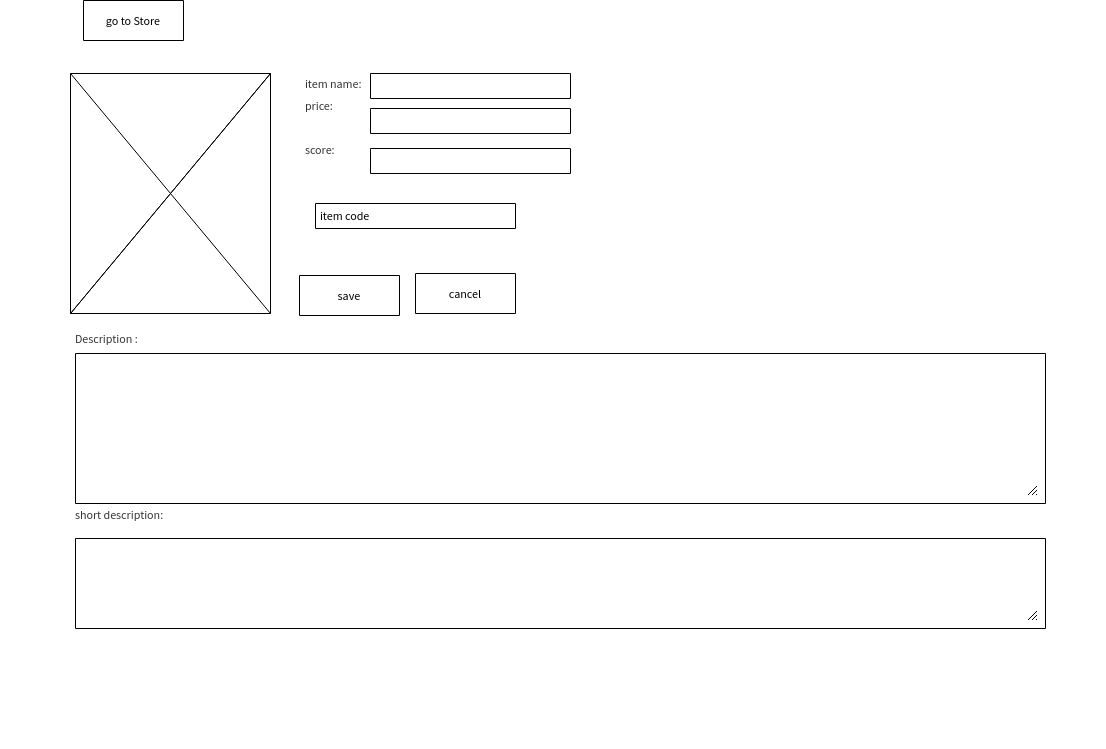 go to Store
item name:
price:
score:
item code
save
cancel
Description :
short description: